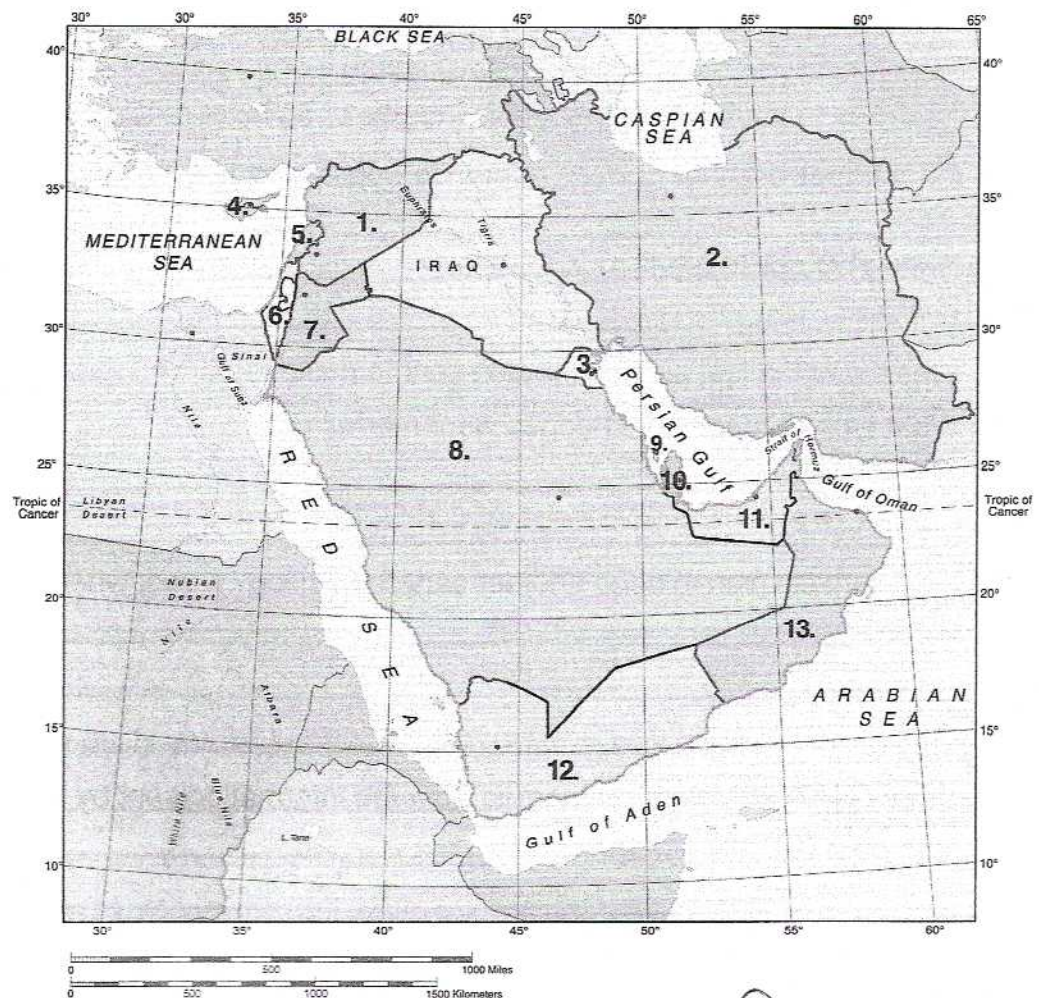 30° 35° 40° 45° 50° 55° 60° 65°
BLACK SEA
40° 40°
CASPIAN
SEA
35° 35°
4.
Euphrates
1.
Tigris
5.
MEDITERRANEAN
SEA
IRAQ
2.
6.
7.
30° 30°
Sinai
Gulf of Suez
3.
Persian Gulf
Nile
8.
9.
Strait of Hormuz
10.
25° 25°
Gulf of Oman
Tropic of
Cancer
Libyan
Desert
11.
Tropic of
Cancer
RED SEA
Nubian
Desert
20° 20°
Nile
13.
Atbara
ARABIAN
SEA
15° 15°
12.
White Nile
Blue Nile
L. Tana
Gulf of Aden
10° 10°
30° 35° 40° 45° 50° 55° 60°
0 500 1000 Miles
0 500 1000 1500 Kilometers